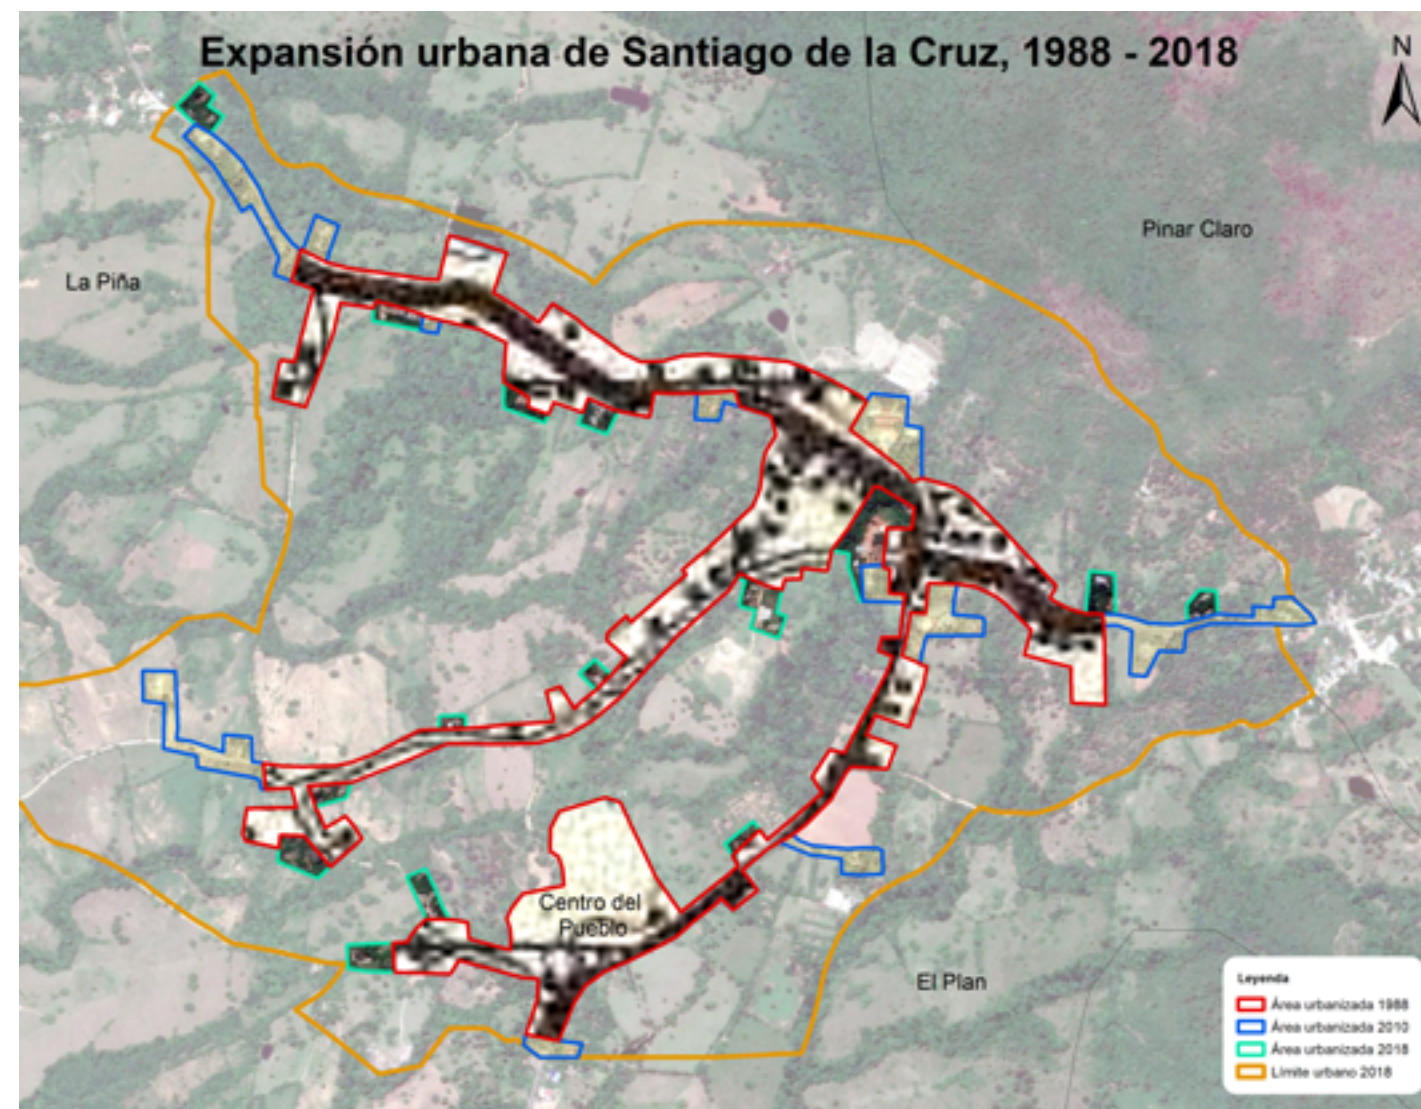 Expansión urbana de Santiago de la Cruz, 1988 - 2018
N
Pinar Claro
La Piña
Centro del
Pueblo
El Plan
Leyenda
Área urbanizada 1988
Área urbanizada 2010
Área urbanizada 2018
Límite urbano 2018